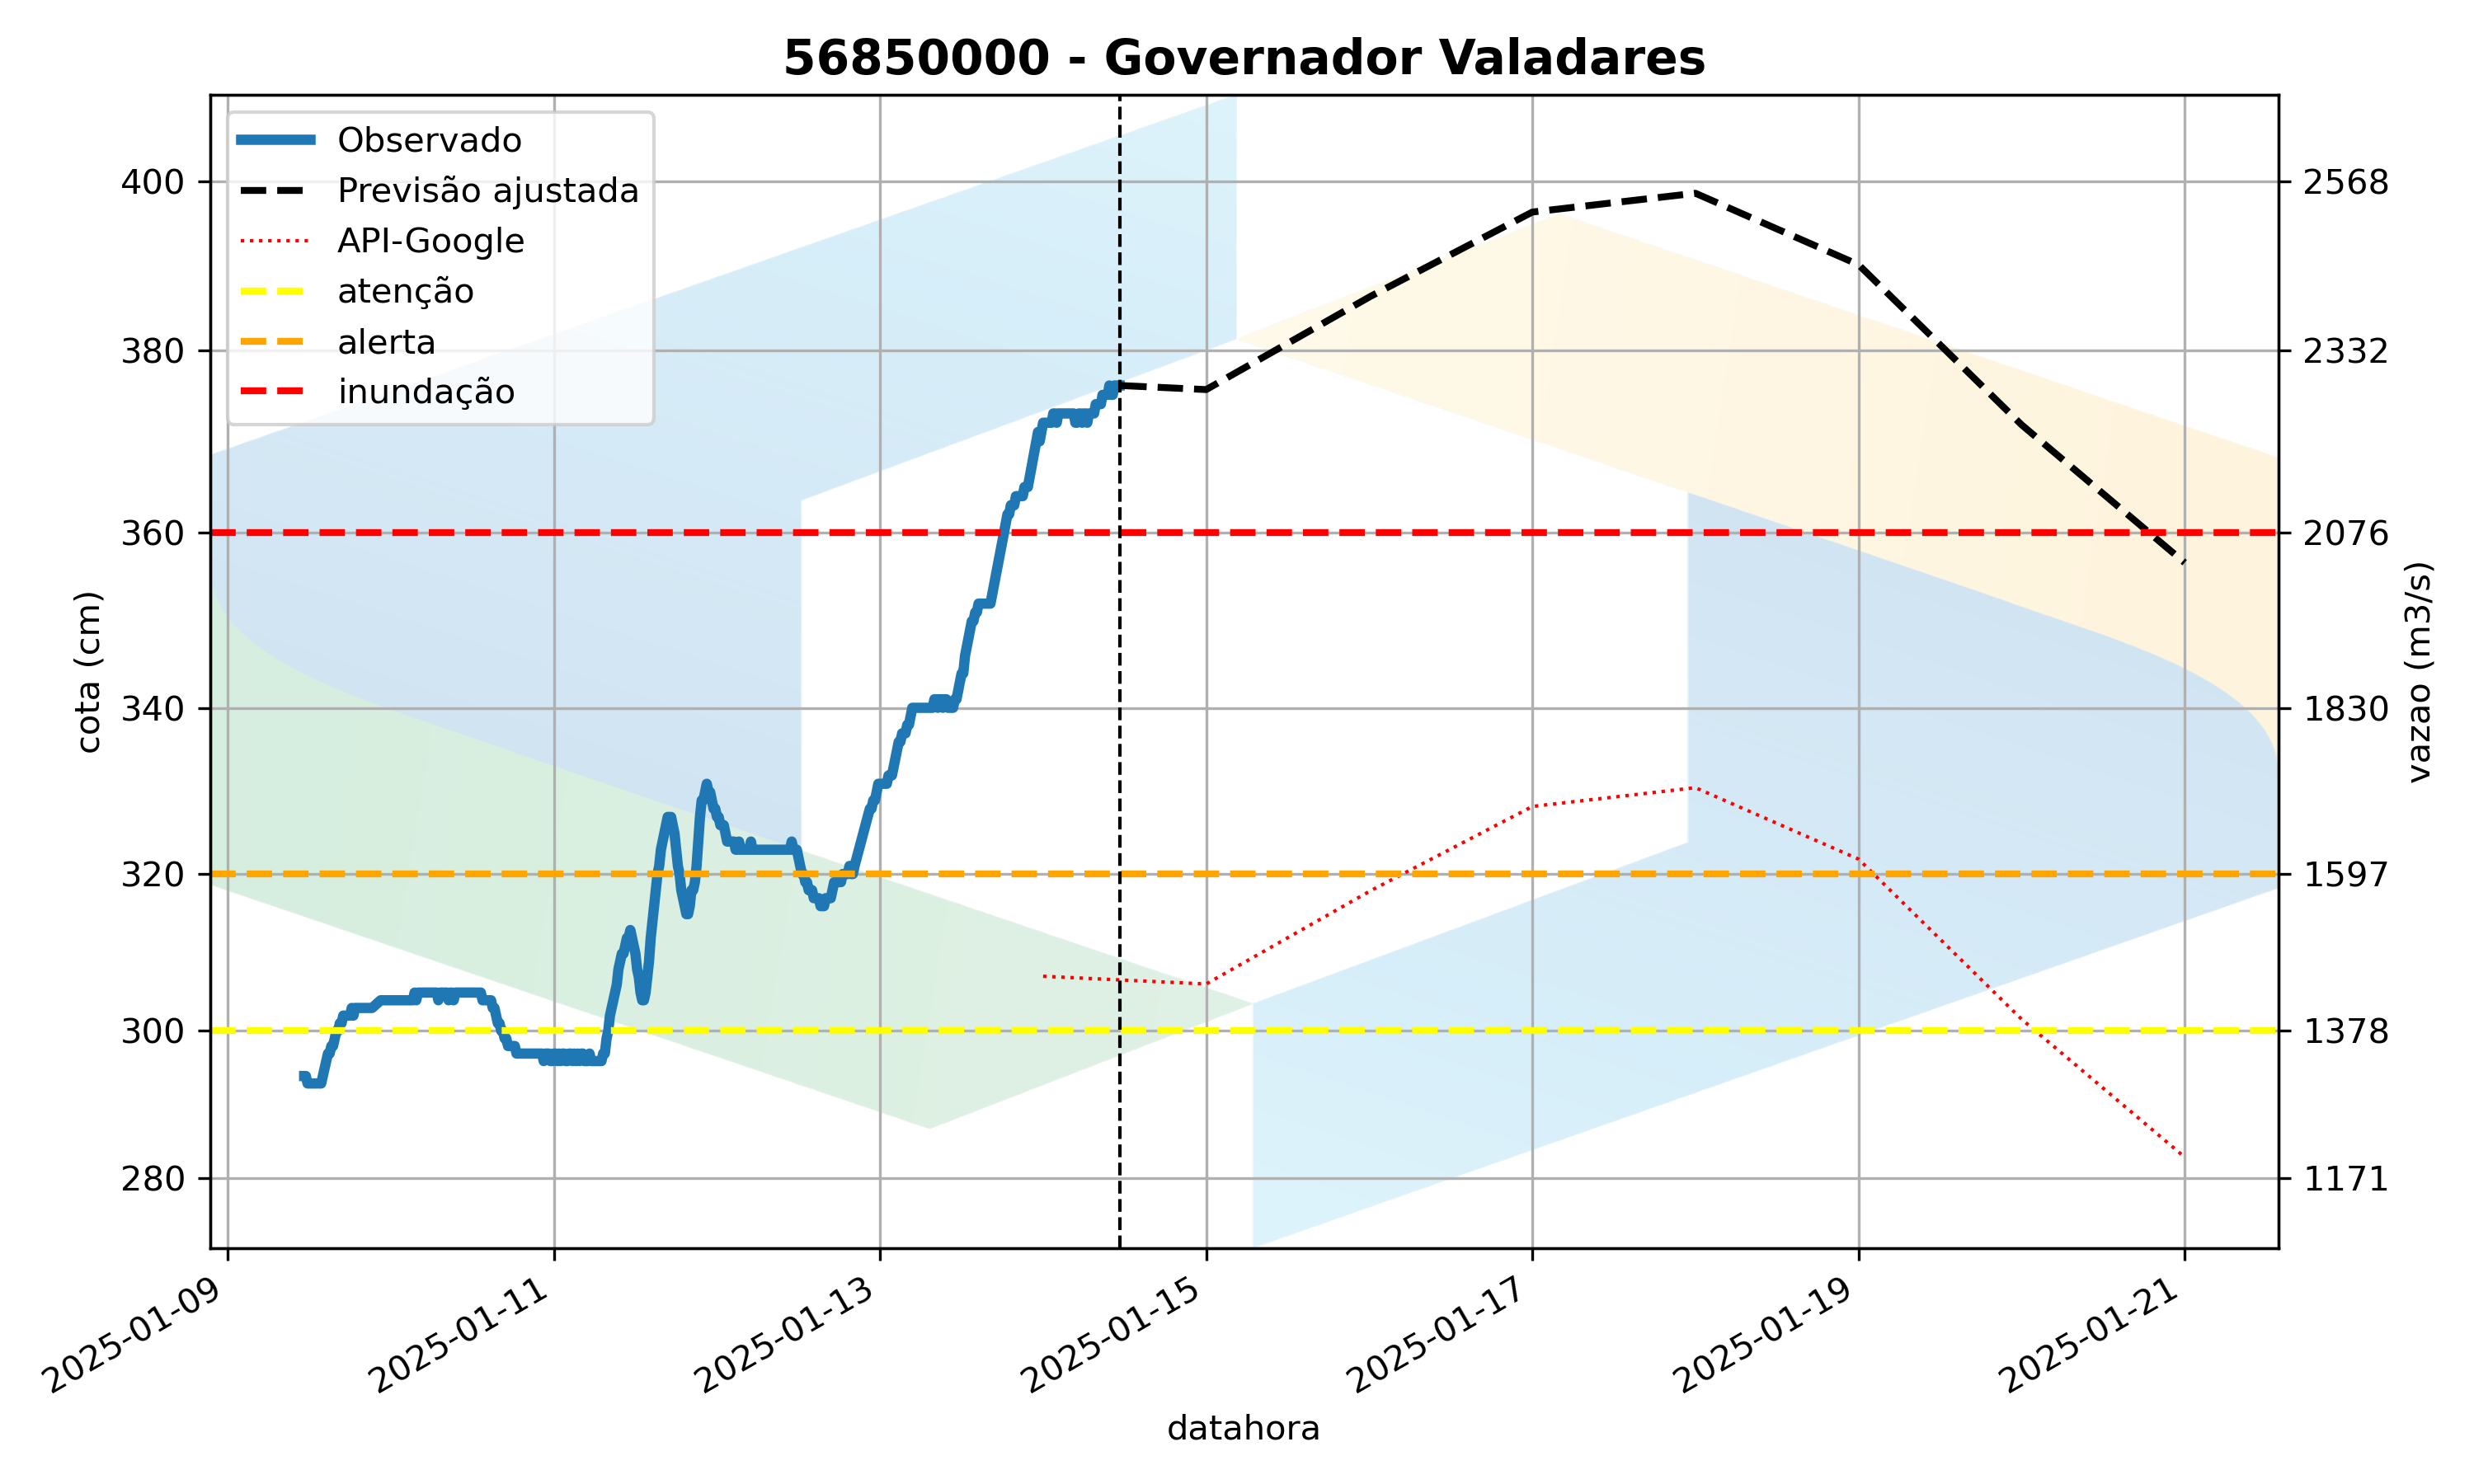 56850000 - Governador Valadares
Observado
Previsão ajustada
API-Google
atenção
alerta
inundação
cota (cm)
400
380
360
340
320
300
280
2568
2332
2076
1830
1597
1378
1171
vazao (m3/s)
2025-01-09
2025-01-11
2025-01-13
2025-01-15
2025-01-17
2025-01-19
2025-01-21
datahora